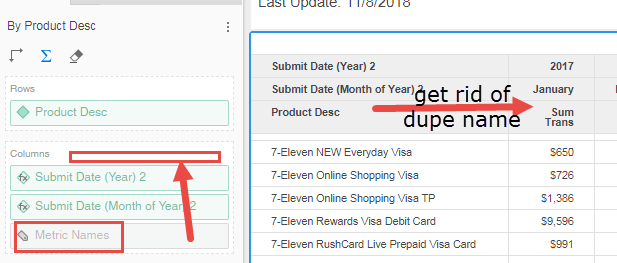 Last Update: 11/8/2018
By Product Desc
Rows
Product Desc
Columns
Submit Date (Year) 2
Submit Date (Month of Year) 2
Metric Names
Submit Date (Year) 2 2017
Submit Date (Month of Year) 2 January
get rid of
dupe name
Product Desc Sum
Trans
7-Eleven NEW Everyday Visa $650
7-Eleven Online Shopping Visa $726
7-Eleven Online Shopping Visa TP $1,386
7-Eleven Rewards Visa Debit Card $9,596
7-Eleven RushCard Live Prepaid Visa Card $991